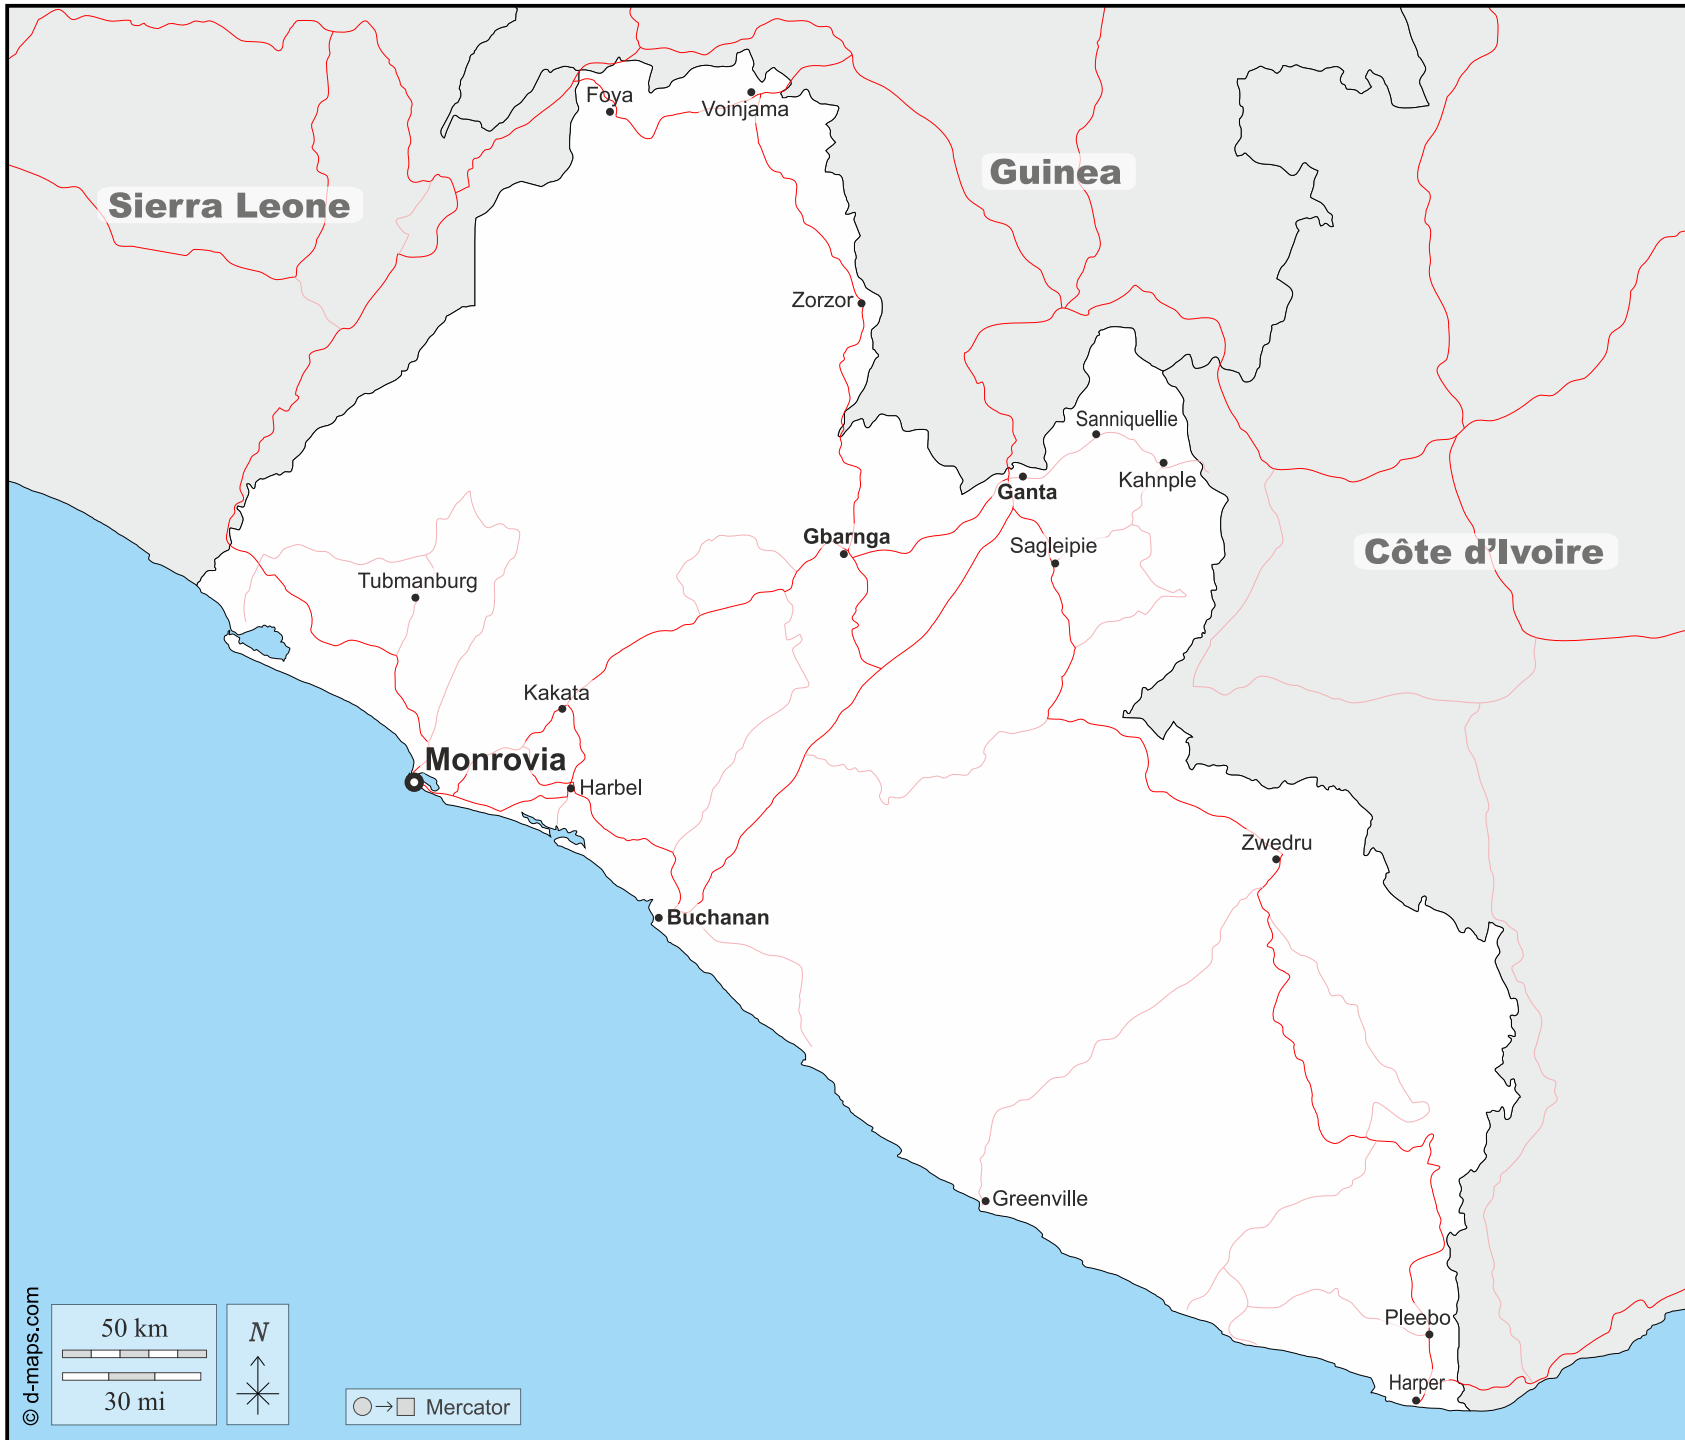 Foya
Voinjama
Guinea
Sierra Leone
Zorzor
Sanniquellie
Kahnple
Ganta
Gbarnga
Sagleipie
Côte d'Ivoire
Tubmanburg
Kakata
Monrovia
Harbel
Zwedru
Buchanan
Greenville
Pleebo
Harper
© d-maps.com
50 km
30 mi
N
Mercator